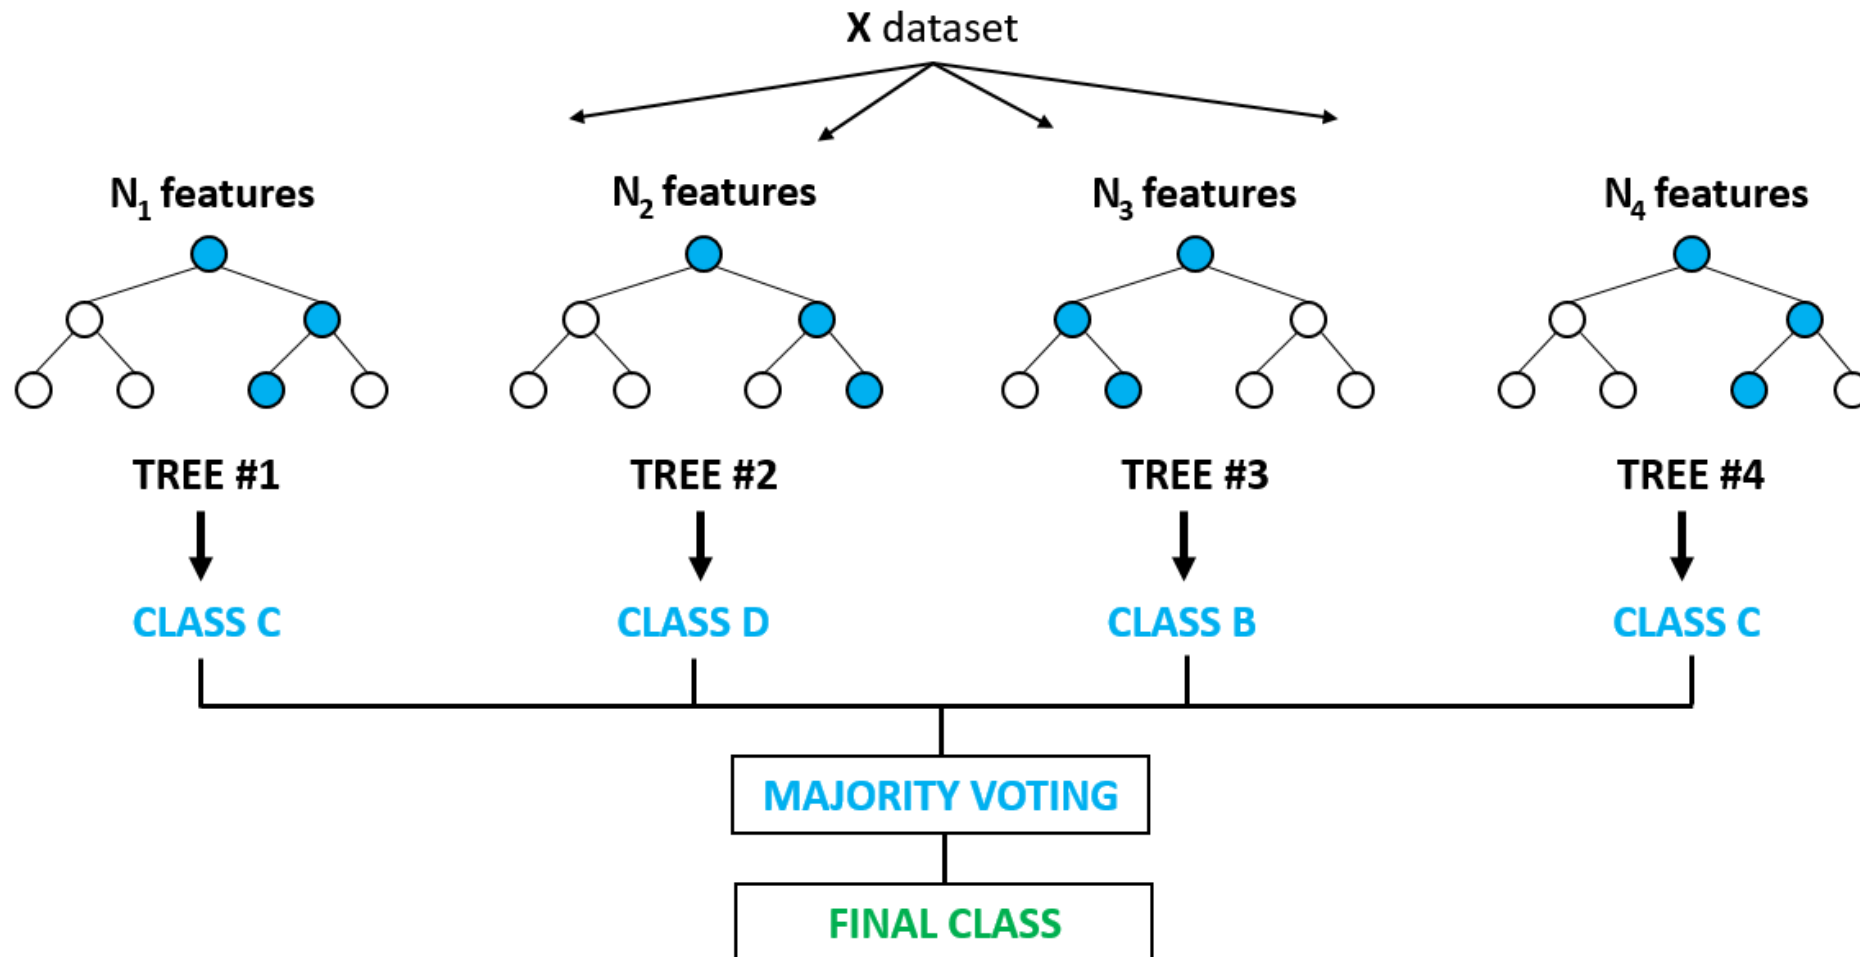 X dataset
N₁ features
N₂ features
N₃ features
N₄ features
TREE #1
TREE #2
TREE #3
TREE #4
CLASS C
CLASS D
CLASS B
CLASS C
MAJORITY VOTING
FINAL CLASS